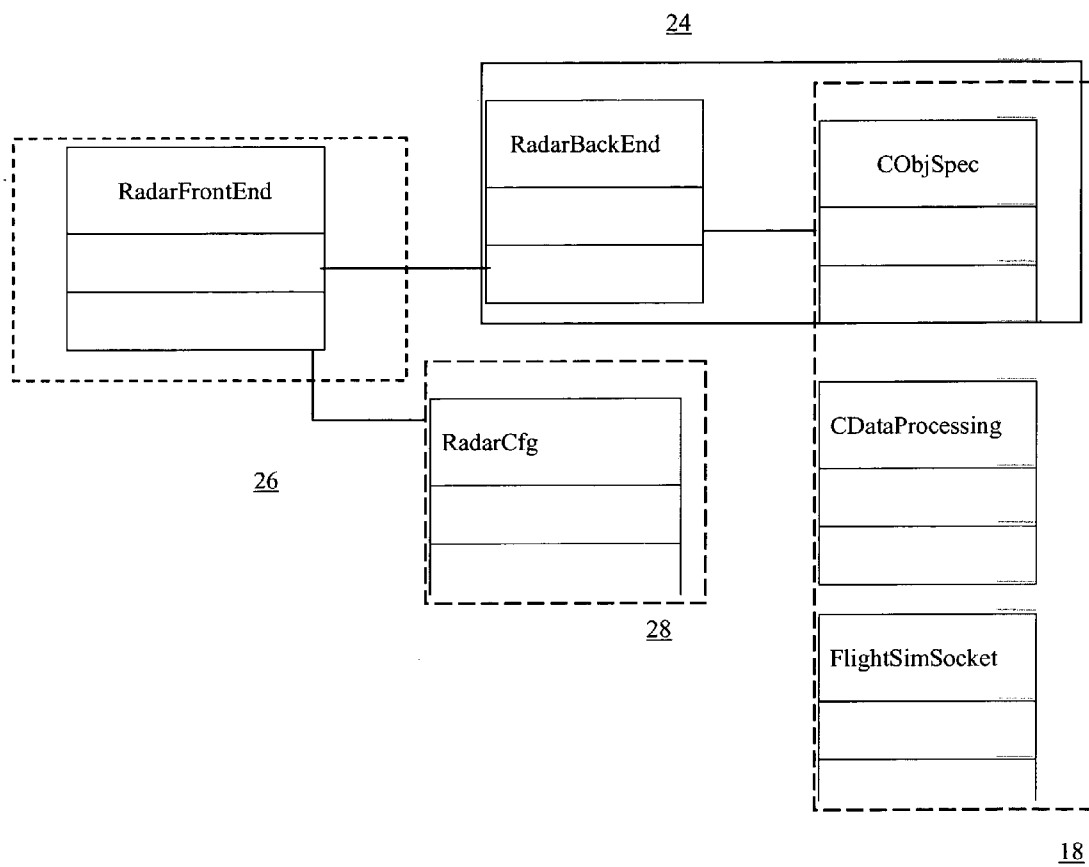 24
RadarBackEnd
CObjSpec
RadarFrontEnd
CDataProcessing
RadarCfg
26
28
FlightSimSocket
18